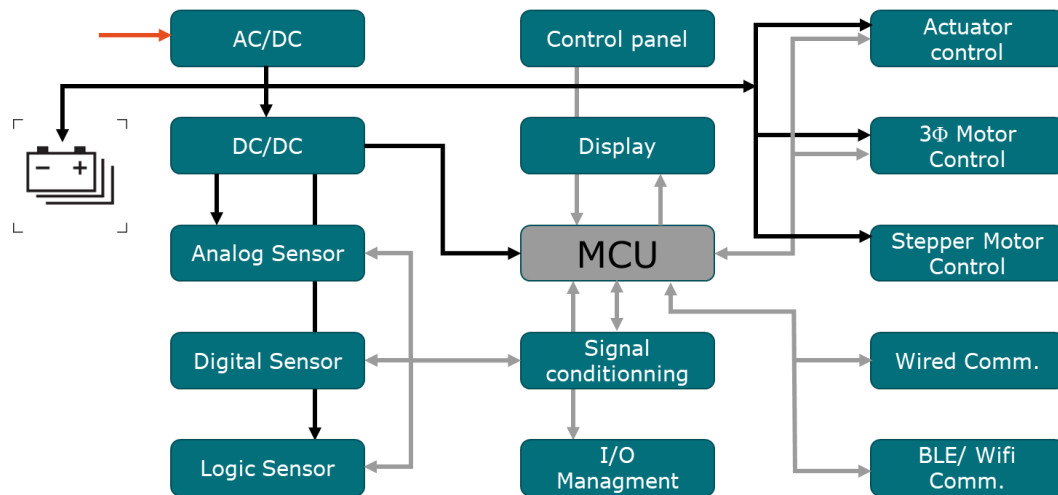 AC/DC
Control panel
Actuator
control
DC/DC
Display
3Φ Motor
Control
Analog Sensor
MCU
Stepper Motor
Control
Digital Sensor
Signal
conditionning
Wired Comm.
Logic Sensor
I/O
Managment
BLE/ Wifi
Comm.